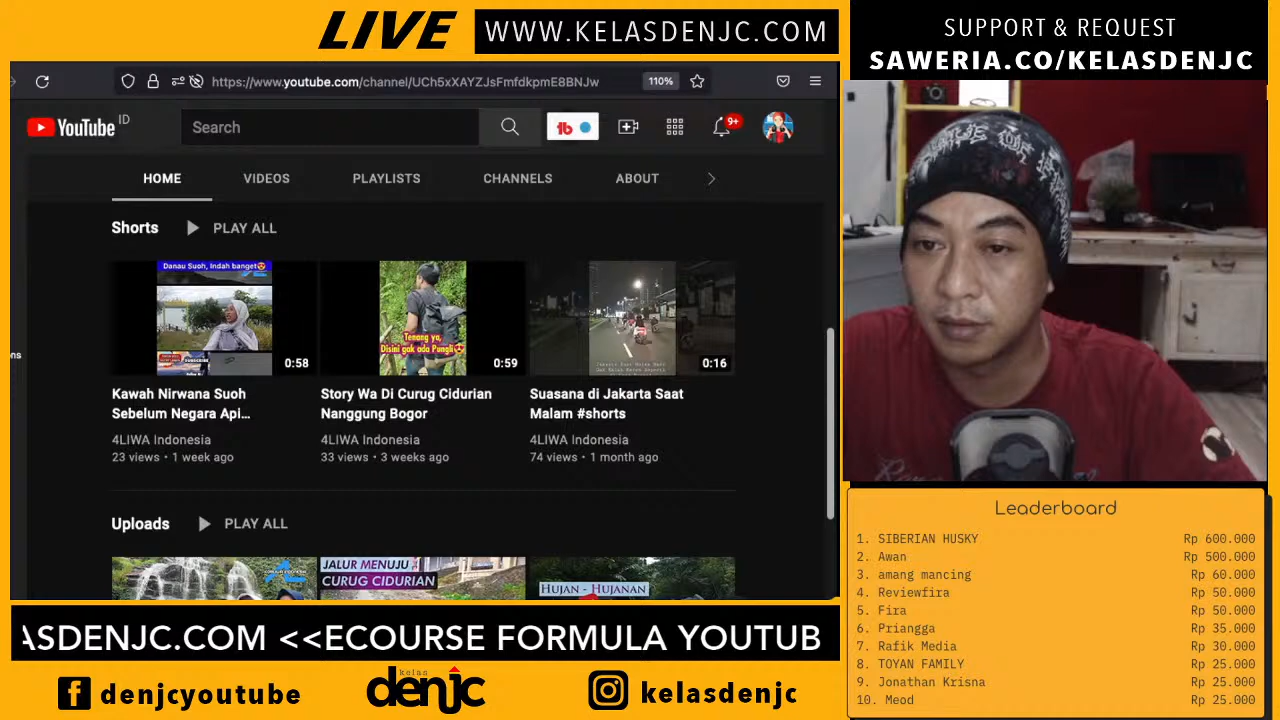 LIVE
WWW.KELASDENJC.COM
SUPPORT & REQUEST
SAWERIA.CO/KELASDENJC
https://www.youtube.com/channel/UCh5xXAYZJsFmfdkpmE8BNJw
110%
YouTube ID
Search
9+
HOME VIDEOS PLAYLISTS CHANNELS ABOUT
Shorts PLAY ALL
Danau Suoh, Indah banget😍
Tenang ya,
Disini gak ada Pungli😍
0:58
0:59
0:16
ns
Kawah Nirwana Suoh
Sebelum Negara Api...
4LIWA Indonesia
23 views • 1 week ago
Story Wa Di Curug Cidurian
Nanggung Bogor
4LIWA Indonesia
33 views • 3 weeks ago
Suasana di Jakarta Saat
Malam #shorts
4LIWA Indonesia
74 views • 1 month ago
Uploads PLAY ALL
JALUR MENUJU
CURUG CIDURIAN
HUJAN - HUJANAN
Leaderboard
1. SIBERIAN HUSKY Rp 600.000
2. Awan Rp 500.000
3. amang mancing Rp 60.000
4. Reviewfira Rp 50.000
5. Fira Rp 50.000
6. Priangga Rp 35.000
7. Rafik Media Rp 30.000
8. TOYAN FAMILY Rp 25.000
9. Jonathan Krisna Rp 25.000
10. Meod Rp 25.000
ASDENJC.COM <<ECOURSE FORMULA YOUTUB
denjcyoutube
kelas
denjc
kelasdenjc